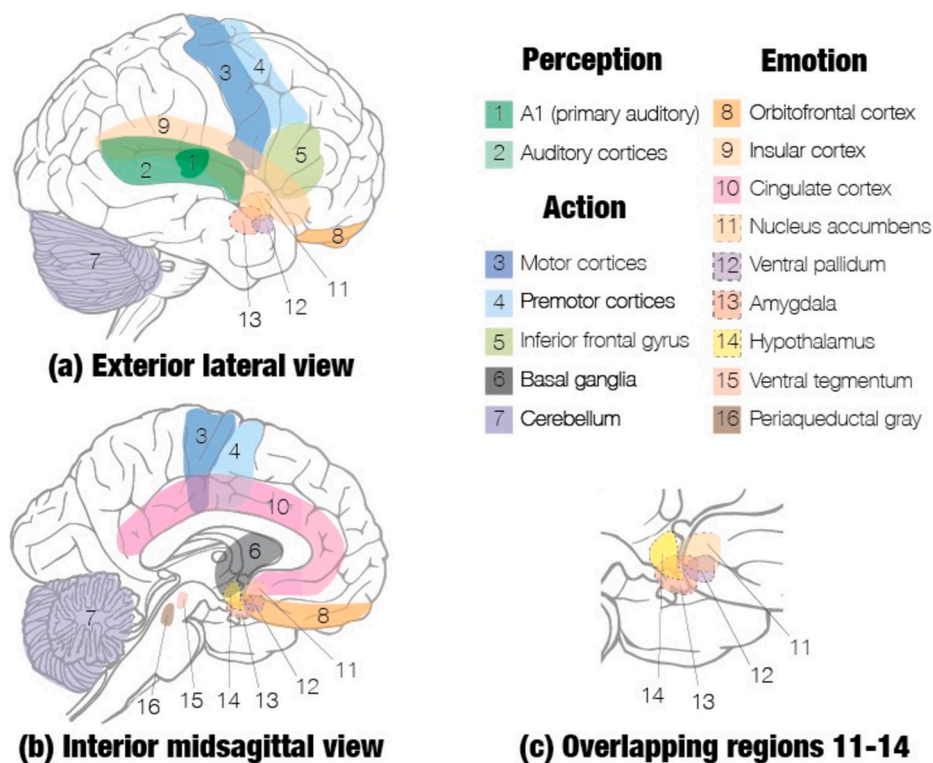 3
4
9
2
1
5
7
8
13
12
11
(a) Exterior lateral view
Perception
1 A1 (primary auditory)
2 Auditory cortices
Action
3 Motor cortices
4 Premotor cortices
5 Inferior frontal gyrus
6 Basal ganglia
7 Cerebellum
Emotion
8 Orbitofrontal cortex
9 Insular cortex
10 Cingulate cortex
11 Nucleus accumbens
12 Ventral pallidum
13 Amygdala
14 Hypothalamus
15 Ventral tegmentum
16 Periaqueductal gray
3
4
10
6
7
8
16
15
14
13
12
11
(b) Interior midsagittal view
14
13
12
11
(c) Overlapping regions 11-14